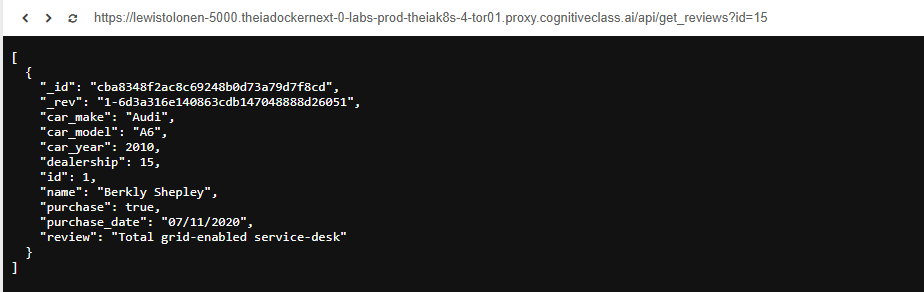 https://lewistolonen-5000.theiadockernext-0-labs-prod-theiak8s-4-tor01.proxy.cognitiveclass.ai/api/get_reviews?id=15
[
  {
    "_id": "cba8348f2ac8c69248b0d73a79d7f8cd",
    "_rev": "1-6d3a316e140863cdb147048888d26051",
    "car_make": "Audi",
    "car_model": "A6",
    "car_year": 2010,
    "dealership": 15,
    "id": 1,
    "name": "Berkly Shepley",
    "purchase": true,
    "purchase_date": "07/11/2020",
    "review": "Total grid-enabled service-desk"
  }
]